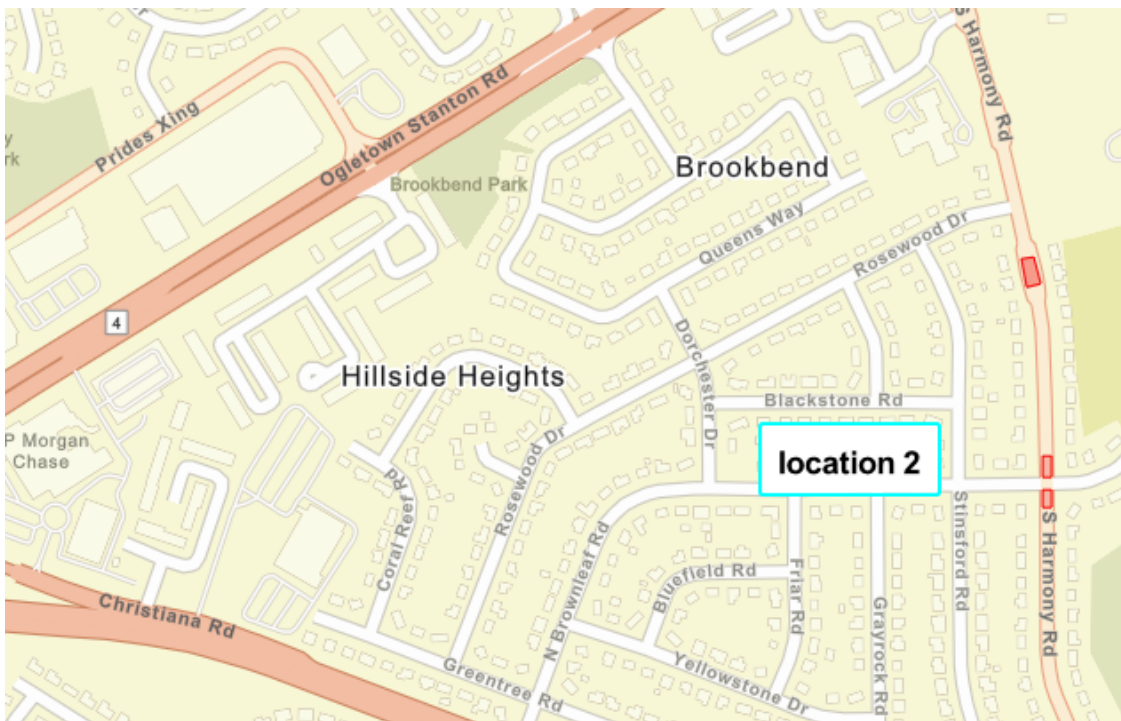 S Harmony Rd
Prides Xing
Ogletown Stanton Rd
Brookbend
Brookbend Park
Queens Way
Rosewood Dr
4
Dorchester Dr
Hillside Heights
Blackstone Rd
P Morgan
Chase
Rosewood Dr
location 2
Coral Reef Rd
N Brownleaf Rd
Stinsford Rd
S Harmony Rd
Bluefield Rd
Friar Rd
Christiana Rd
Grayrock Rd
Greentree Rd
Yellowstone Dr